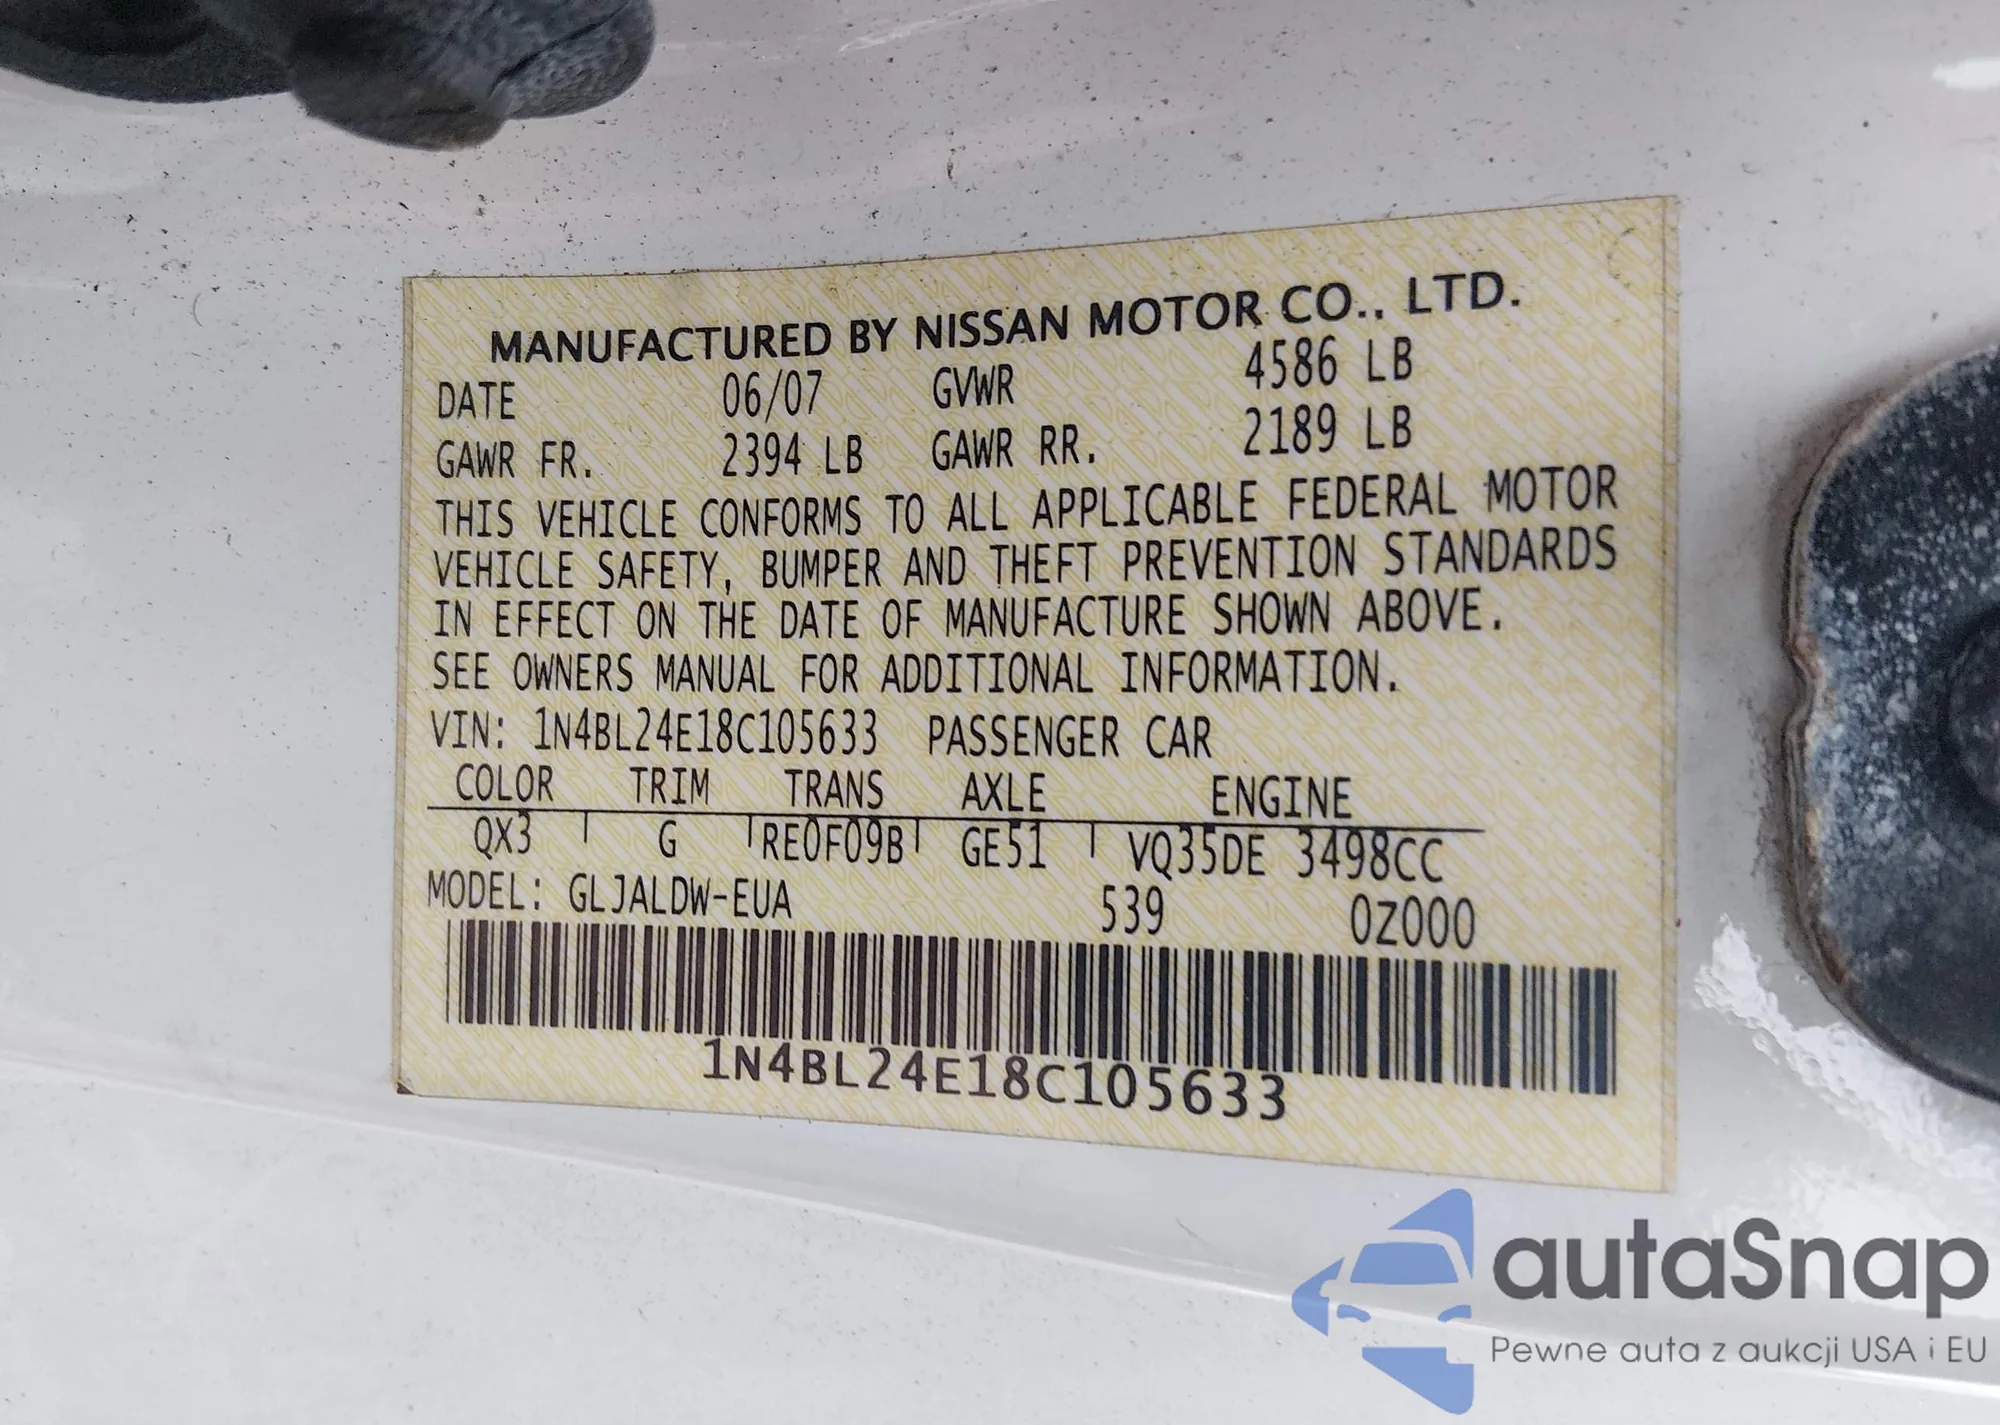 MANUFACTURED BY NISSAN MOTOR CO., LTD.
DATE 06/07 GVWR 4586 LB
GAWR FR. 2394 LB GAWR RR. 2189 LB
THIS VEHICLE CONFORMS TO ALL APPLICABLE FEDERAL MOTOR
VEHICLE SAFETY, BUMPER AND THEFT PREVENTION STANDARDS
IN EFFECT ON THE DATE OF MANUFACTURE SHOWN ABOVE.
SEE OWNERS MANUAL FOR ADDITIONAL INFORMATION.
VIN: 1N4BL24E18C105633 PASSENGER CAR
COLOR TRIM TRANS AXLE ENGINE
QX3 G RE0F09B GE51 VQ35DE 3498CC
MODEL: GLJALDW-EUA 539 0Z000
1N4BL24E18C105633
autaSnap
Pewne auta z aukcji USA i EU